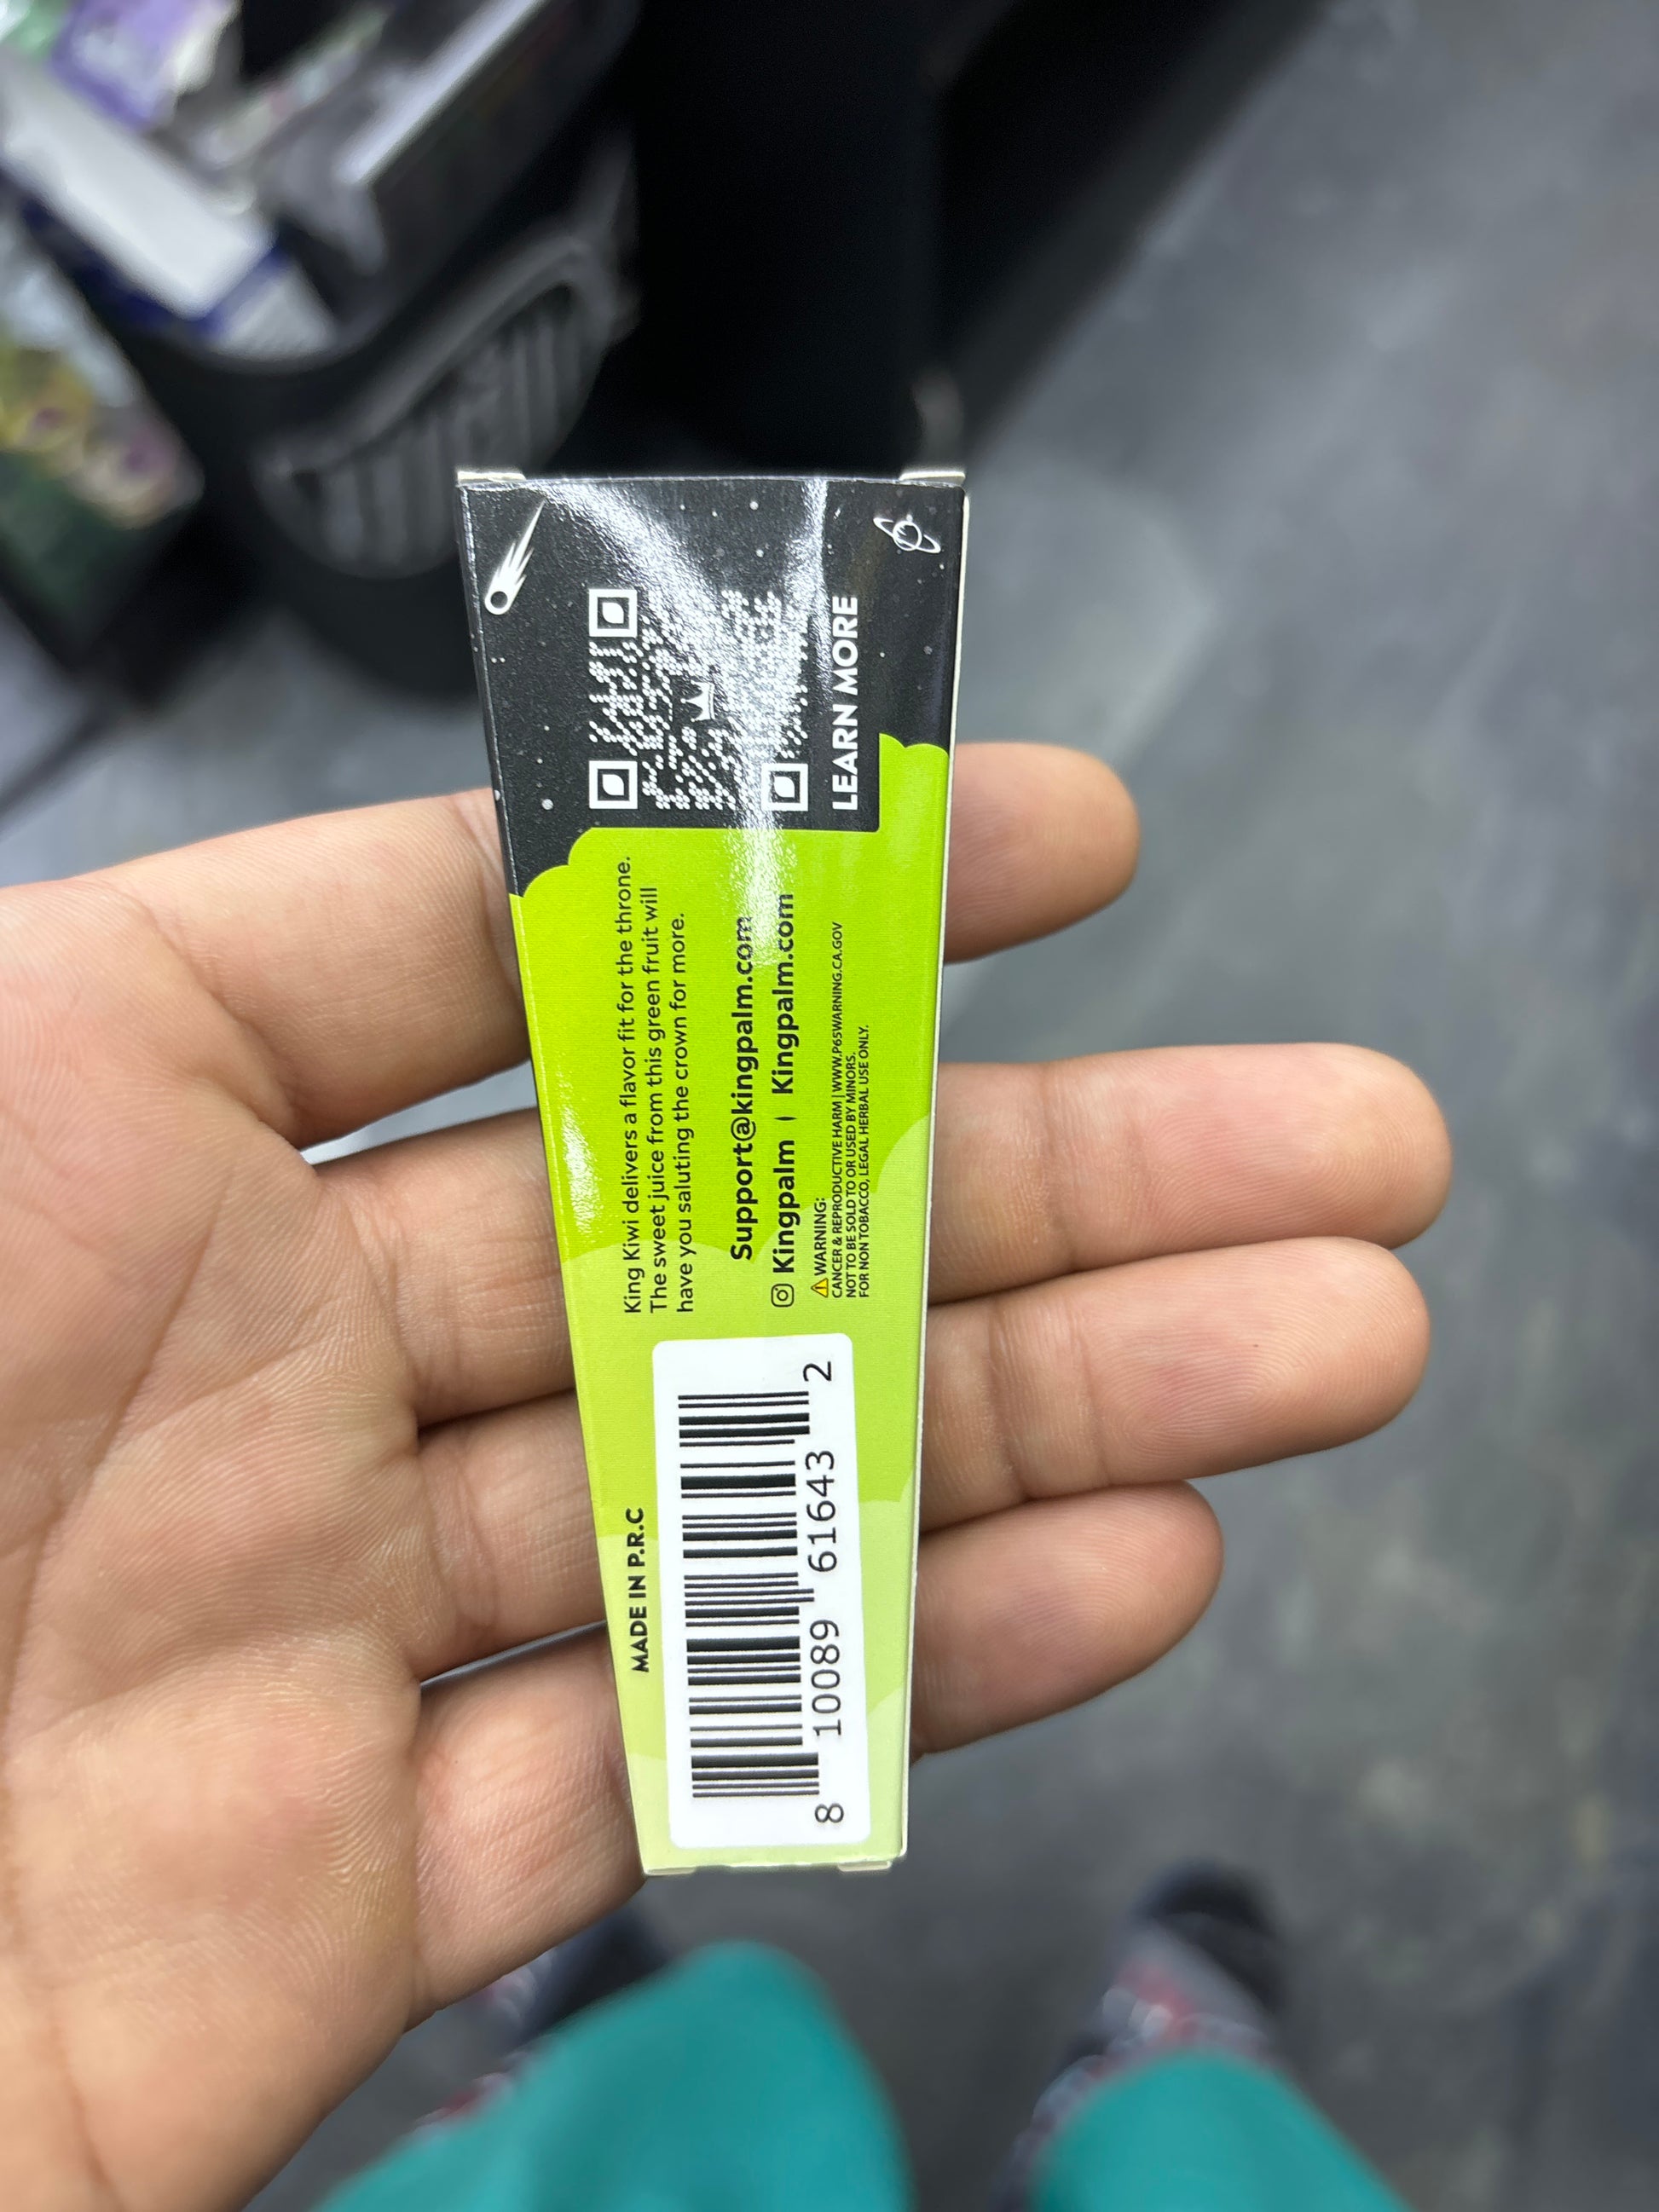 LEARN MORE
King Kiwi delivers a flavor fit for the throne.
The sweet juice from this green fruit will
have you saluting the crown for more.
Support@kingpalm.com
Kingpalm | Kingpalm.com
WARNING:
CANCER & REPRODUCTIVE HARM | WWW.P65WARNING.CA.GOV
NOT TO BE SOLD TO OR USED BY MINORS.
FOR NON TOBACCO, LEGAL HERBAL USE ONLY.
MADE IN P.R.C
8 10089 61643 2